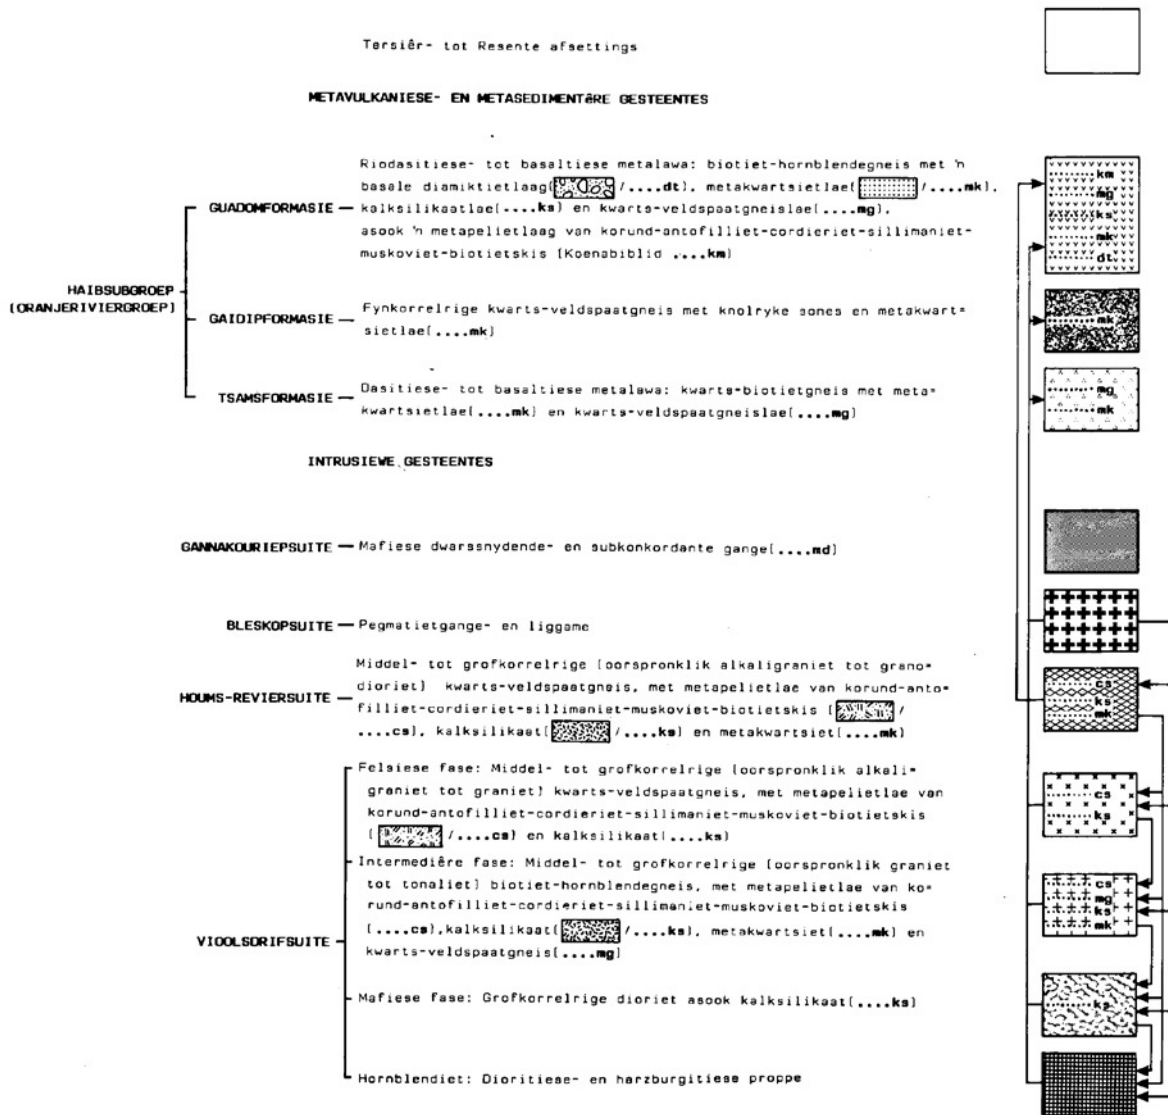 Tersiêr- tot Resente afsettings
METAVULKANIESE- EN METASEDIMENTêRE GESTEENTES
HAIBSUBGROEP
(ORANJERIVIERGROEP)
GUADOMFORMASIE — Riodasitiese- tot basaltiese metalawa: biotiet-hornblendegneis met 'n
basale diamiktietlaag( /....dt), metakwartsietlae( /....mk),
kalksilikaatlae(....ks) en kwarts-veldspaatgneislae(....mg),
asook 'n metapelietlaag van korund-antofilliet-cordieriet-sillimaniet-
muskoviet-biotietskis (Koenabiblid ....km)
GAIDIPFORMASIE — Fynkorrelrige kwarts-veldspaatgneis met knolryke sones en metakwart=
sietlae(....mk)
TSAMSFORMASIE — Dasitiese- tot basaltiese metalawa: kwarts-biotietgneis met meta=
kwartsietlae(....mk) en kwarts-veldspaatgneislae(....mg)
INTRUSIEWE GESTEENTES
GANNAKOURIEPSUITE — Mafiese dwarssnydende- en subkonkordante gange(....md)
BLESKOPSUITE — Pegmatietgange- en liggame
HOUMS-REVIERSUITE — Middel- tot grofkorrelrige (oorspronklik alkaligraniet tot grano=
dioriet) kwarts-veldspaatgneis, met metapelietlae van korund-anto=
filliet-cordieriet-sillimaniet-muskoviet-biotietskis ( /
....cs), kalksilikaat( /....ks) en metakwartsiet(....mk)
VIOOLSDRIFSUITE
Felsiese fase: Middel- tot grofkorrelrige (oorspronklik alkali=
graniet tot graniet) kwarts-veldspaatgneis, met metapelietlae van
korund-antofilliet-cordieriet-sillimaniet-muskoviet-biotietskis
( /....cs) en kalksilikaat(....ks)
Intermediêre fase: Middel- tot grofkorrelrige (oorspronklik graniet
tot tonaliet) biotiet-hornblendegneis, met metapelietlae van ko=
rund-antofilliet-cordieriet-sillimaniet-muskoviet-biotietskis
(....cs),kalksilikaat( /....ks), metakwartsiet(....mk) en
kwarts-veldspaatgneis(....mg)
Mafiese fase: Grofkorrelrige dioriet asook kalksilikaat(....ks)
Hornblendiet: Dioritiese- en harzburgitiese proppe
km
mg
ks
mk
dt
mk
mg
mk
cs
ks
mk
cs
ks
cs
mg
ks
mk
ks